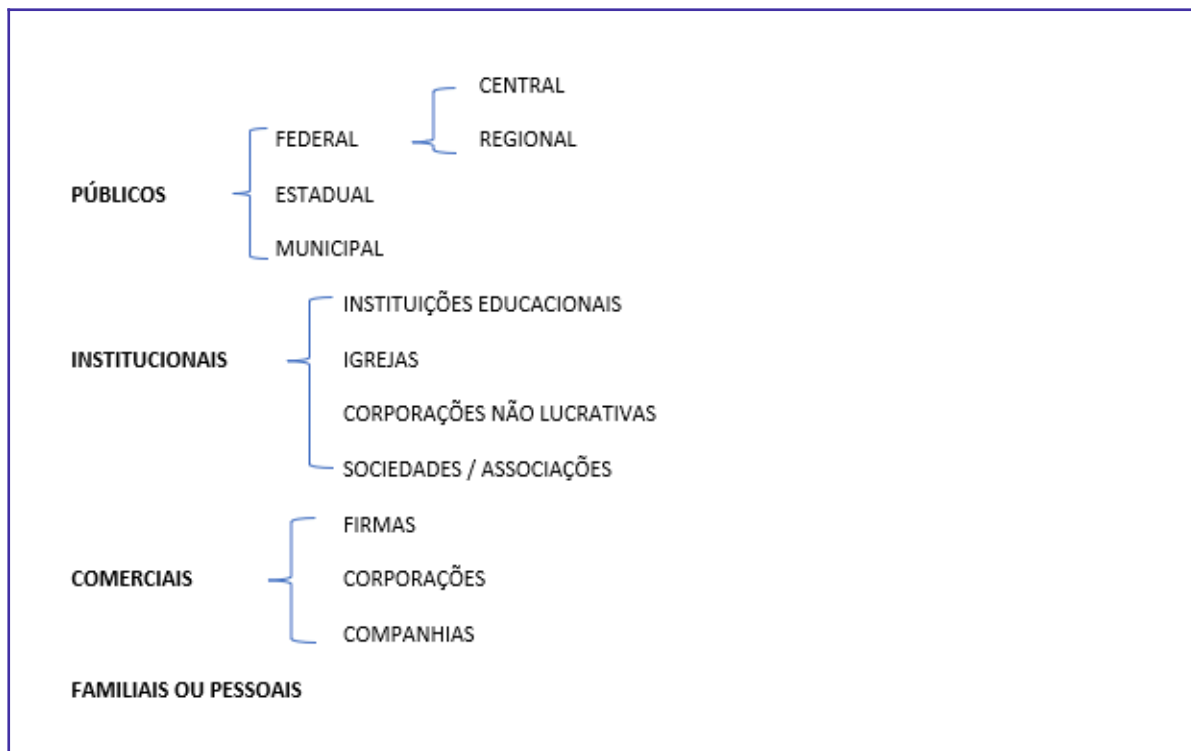 CENTRAL
FEDERAL REGIONAL
PÚBLICOS ESTADUAL
MUNICIPAL
INSTITUIÇÕES EDUCACIONAIS
INSTITUCIONAIS IGREJAS
CORPORAÇÕES NÃO LUCRATIVAS
SOCIEDADES / ASSOCIAÇÕES
FIRMAS
COMERCIAIS CORPORAÇÕES
COMPANHIAS
FAMILIAIS OU PESSOAIS